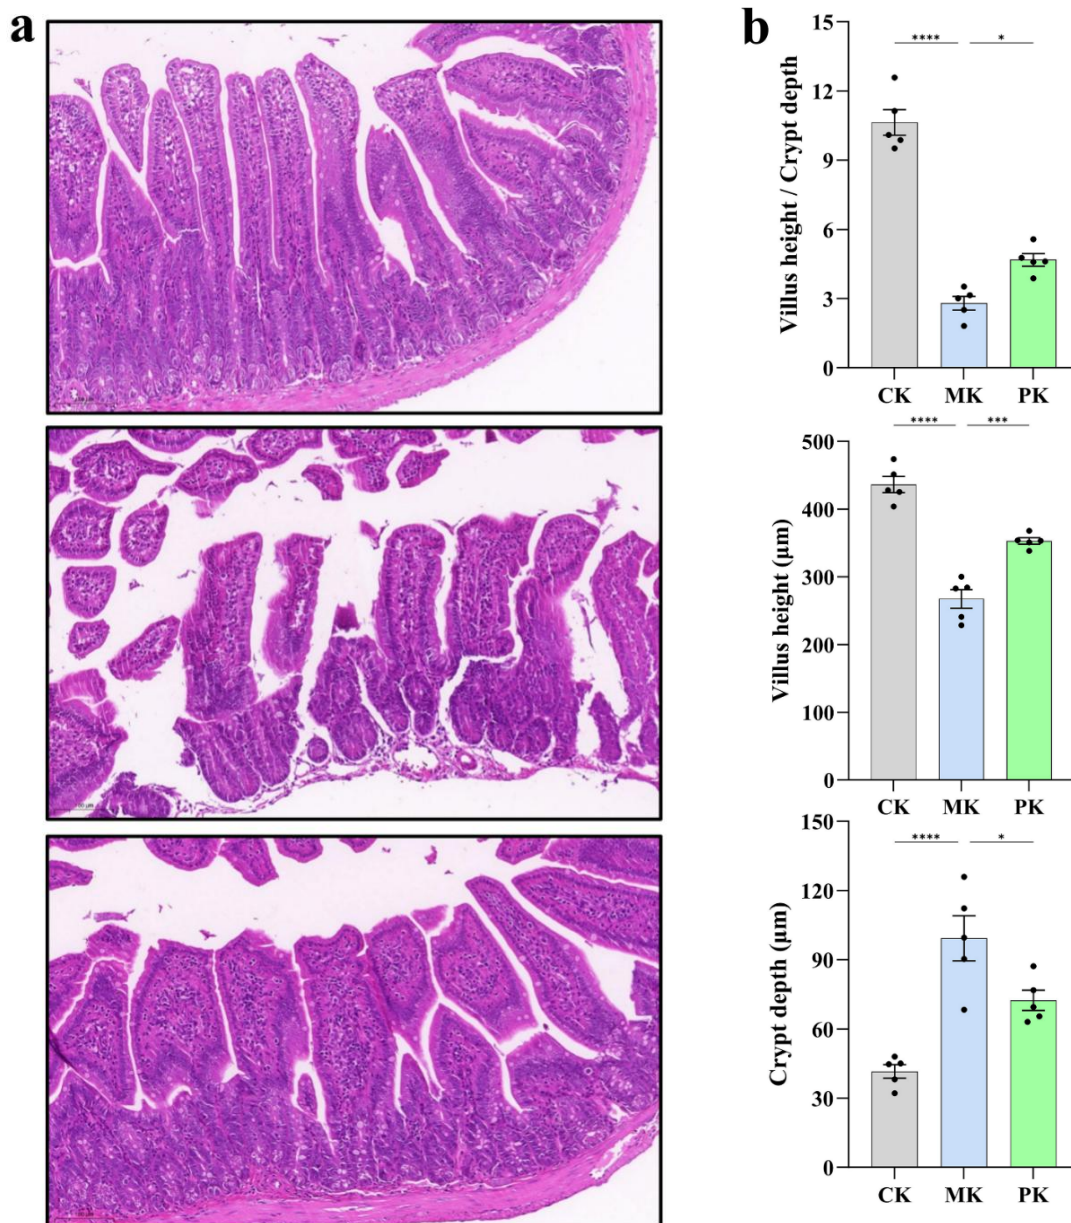 a
b
Villus height / Crypt depth
15
12
9
6
3
0
**** *
CK MK PK
Villus height (µm)
500
400
300
200
100
0
**** ***
CK MK PK
Crypt depth (µm)
150
120
90
60
30
0
**** *
CK MK PK